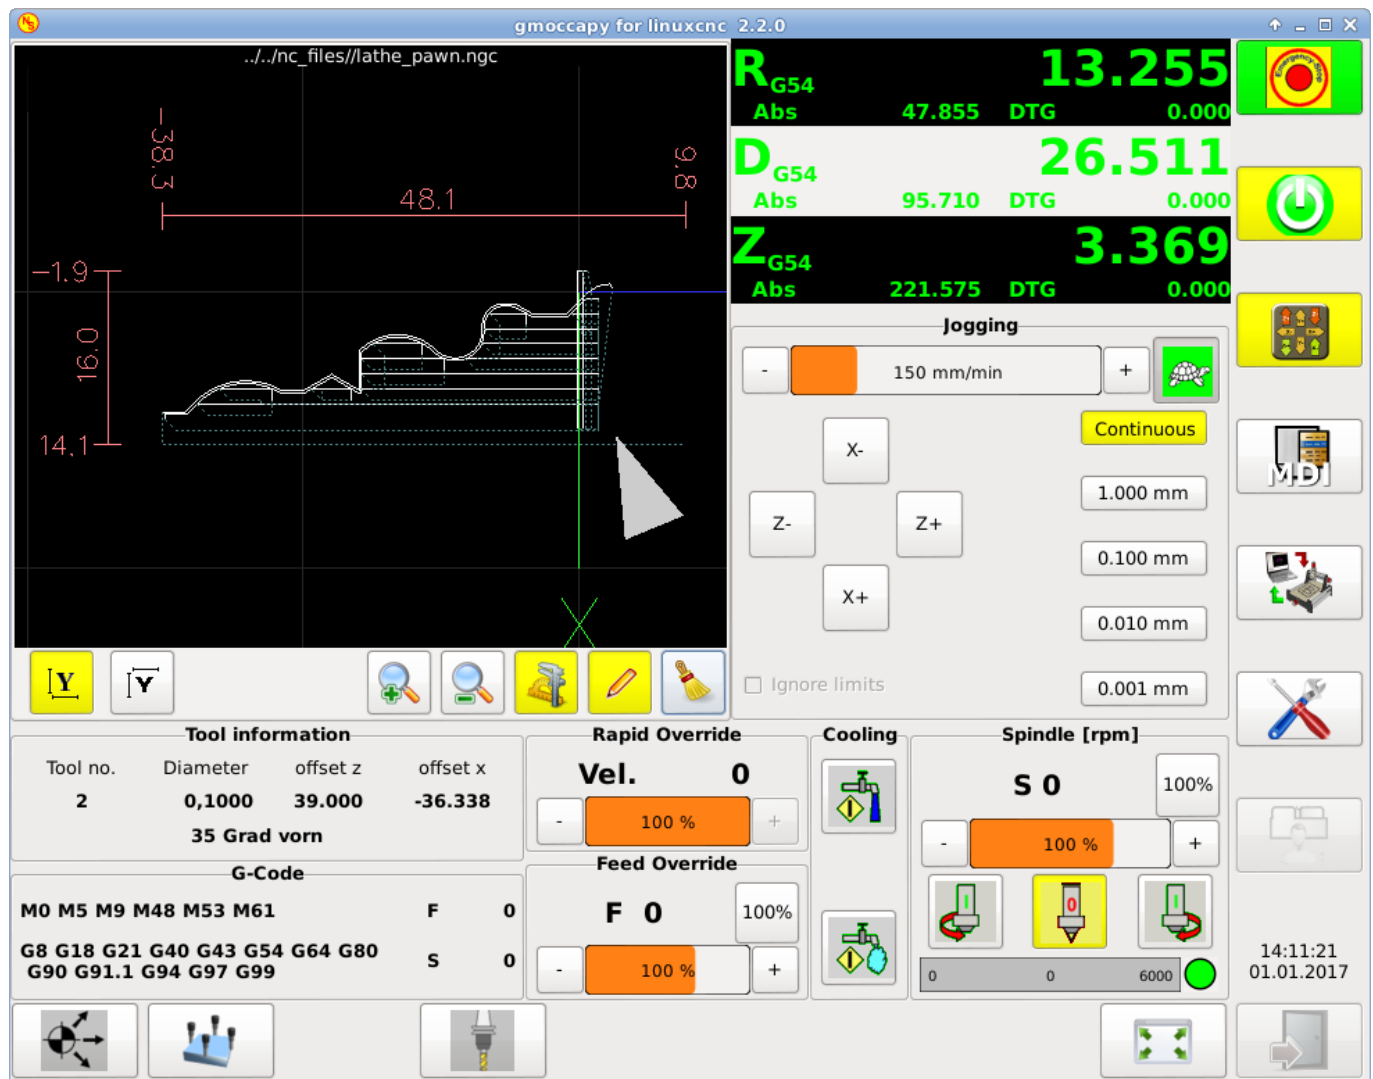 gmoccapy for linuxcnc 2.2.0
../../nc_files//lathe_pawn.ngc
-38.3
9.8
48.1
-1.9
16.0
14.1
R G54 13.255
Abs 47.855 DTG 0.000
D G54 26.511
Abs 95.710 DTG 0.000
Z G54 3.369
Abs 221.575 DTG 0.000
Emergency-Stop
Jogging
- 150 mm/min +
Continuous
X-
1.000 mm
Z- Z+
0.100 mm
X+
0.010 mm
Ignore limits
0.001 mm
MDI
Y Y
X
Tool information
Tool no. Diameter offset z offset x
2 0,1000 39.000 -36.338
35 Grad vorn
G-Code
M0 M5 M9 M48 M53 M61 F 0
G8 G18 G21 G40 G43 G54 G64 G80
G90 G91.1 G94 G97 G99
S 0
Rapid Override
Vel. 0
- 100 % +
Feed Override
F 0 100%
- 100 % +
Cooling
Spindle [rpm]
S 0 100%
- 100 % +
I 0 I
0 0 6000
14:11:21
01.01.2017